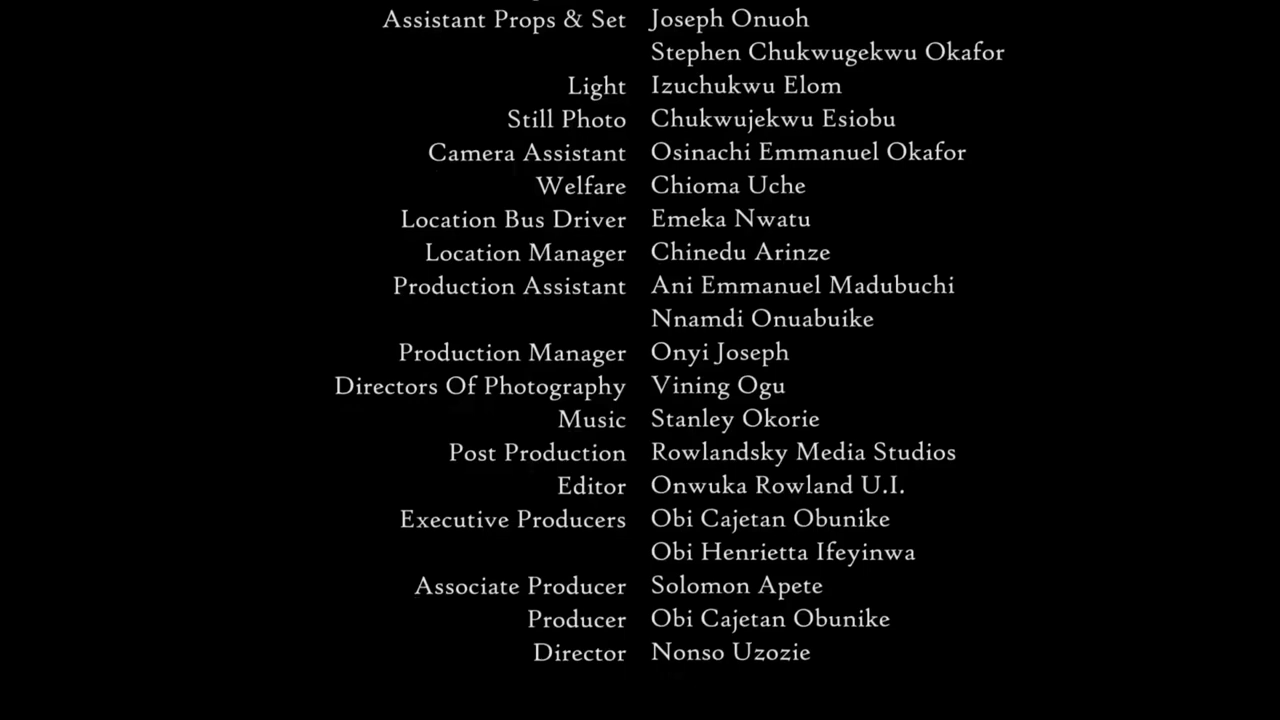 Assistant Props & Set Joseph Onuoh
Stephen Chukwugekwu Okafor
Light Izuchukwu Elom
Still Photo Chukwujekwu Esiobu
Camera Assistant Osinachi Emmanuel Okafor
Welfare Chioma Uche
Location Bus Driver Emeka Nwatu
Location Manager Chinedu Arinze
Production Assistant Ani Emmanuel Madubuchi
Nnamdi Onuabuike
Production Manager Onyi Joseph
Directors Of Photography Vining Ogu
Music Stanley Okorie
Post Production Rowlandsky Media Studios
Editor Onwuka Rowland U.I.
Executive Producers Obi Cajetan Obunike
Obi Henrietta Ifeyinwa
Associate Producer Solomon Apete
Producer Obi Cajetan Obunike
Director Nonso Uzozie